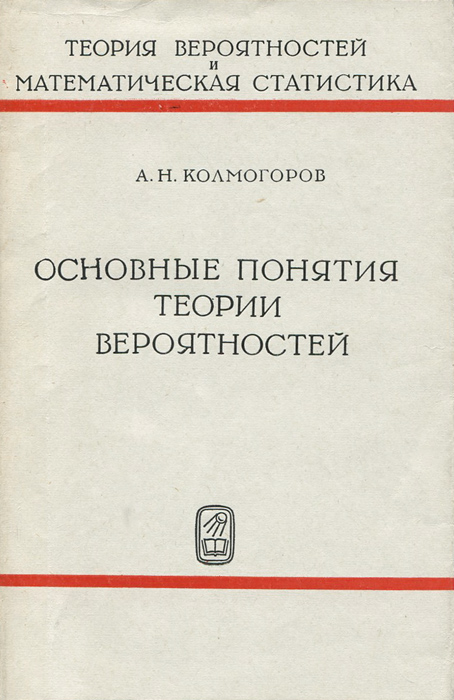 ТЕОРИЯ ВЕРОЯТНОСТЕЙ
И
МАТЕМАТИЧЕСКАЯ СТАТИСТИКА
А. Н. КОЛМОГОРОВ
ОСНОВНЫЕ ПОНЯТИЯ
ТЕОРИИ
ВЕРОЯТНОСТЕЙ